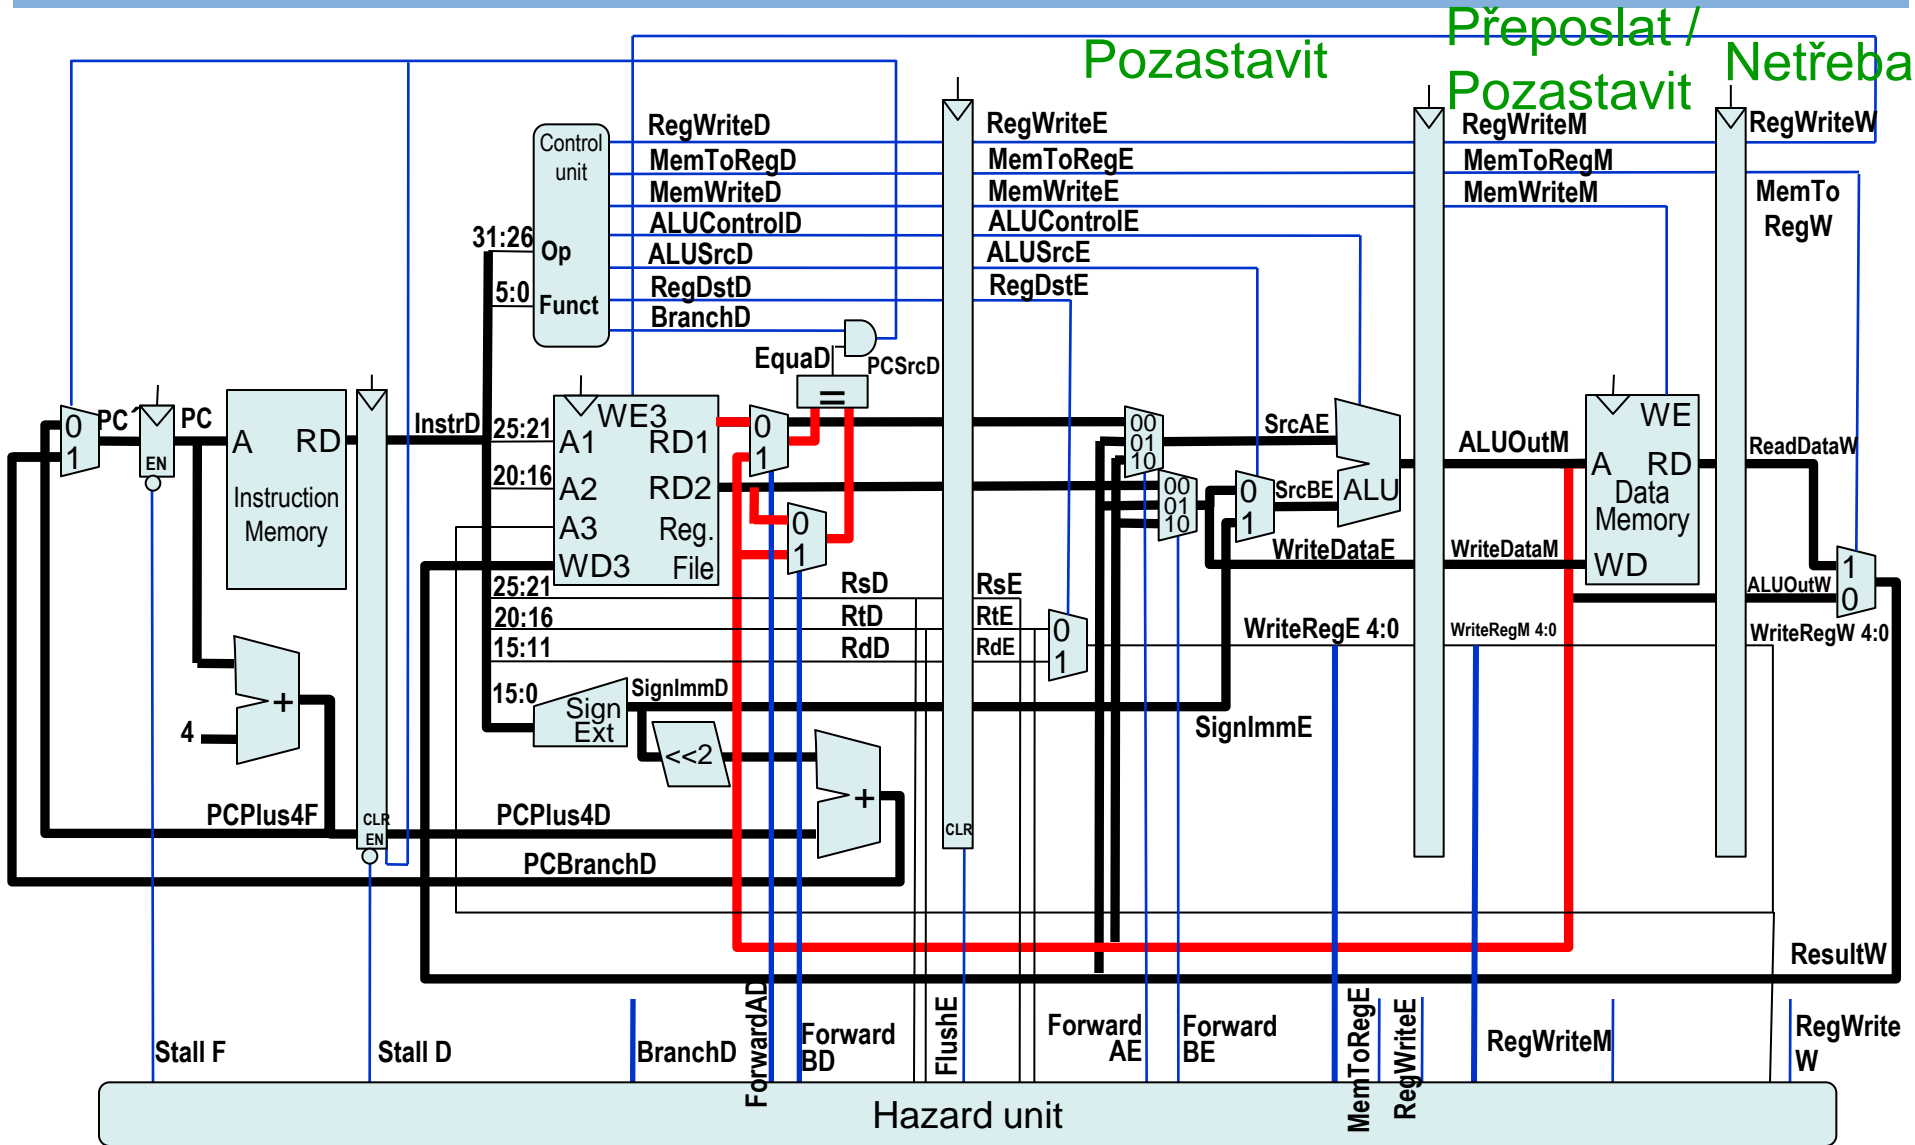 Pozastavit
Přeposlat /
Pozastavit
Netřeba
Control
unit
Op
Funct
31:26
5:0
RegWriteD
MemToRegD
MemWriteD
ALUControlD
ALUSrcD
RegDstD
BranchD
RegWriteE
MemToRegE
MemWriteE
ALUControlE
ALUSrcE
RegDstE
RegWriteM
MemToRegM
MemWriteM
RegWriteW
MemTo
RegW
EquaD
PCSrcD
=
0
1
PC´
EN
PC
A
RD
Instruction
Memory
InstrD
25:21
20:16
A1
A2
A3
WD3
WE3
RD1
RD2
Reg.
File
0
1
0
1
00
01
10
00
01
10
0
1
SrcAE
SrcBE
ALU
ALUOutM
WE
A
RD
Data
Memory
WD
ReadDataW
WriteDataE
WriteDataM
ALUOutW
1
0
25:21
20:16
15:11
RsD
RtD
RdD
RsE
RtE
RdE
0
1
WriteRegE 4:0
WriteRegM 4:0
WriteRegW 4:0
15:0
Sign
Ext
SignImmD
SignImmE
<<2
+
4
+
PCPlus4F
CLR
EN
PCPlus4D
CLR
PCBranchD
ResultW
Stall F
Stall D
BranchD
ForwardAD
Forward
BD
FlushE
Forward
AE
Forward
BE
MemToRegE
RegWriteE
RegWriteM
RegWrite
W
Hazard unit